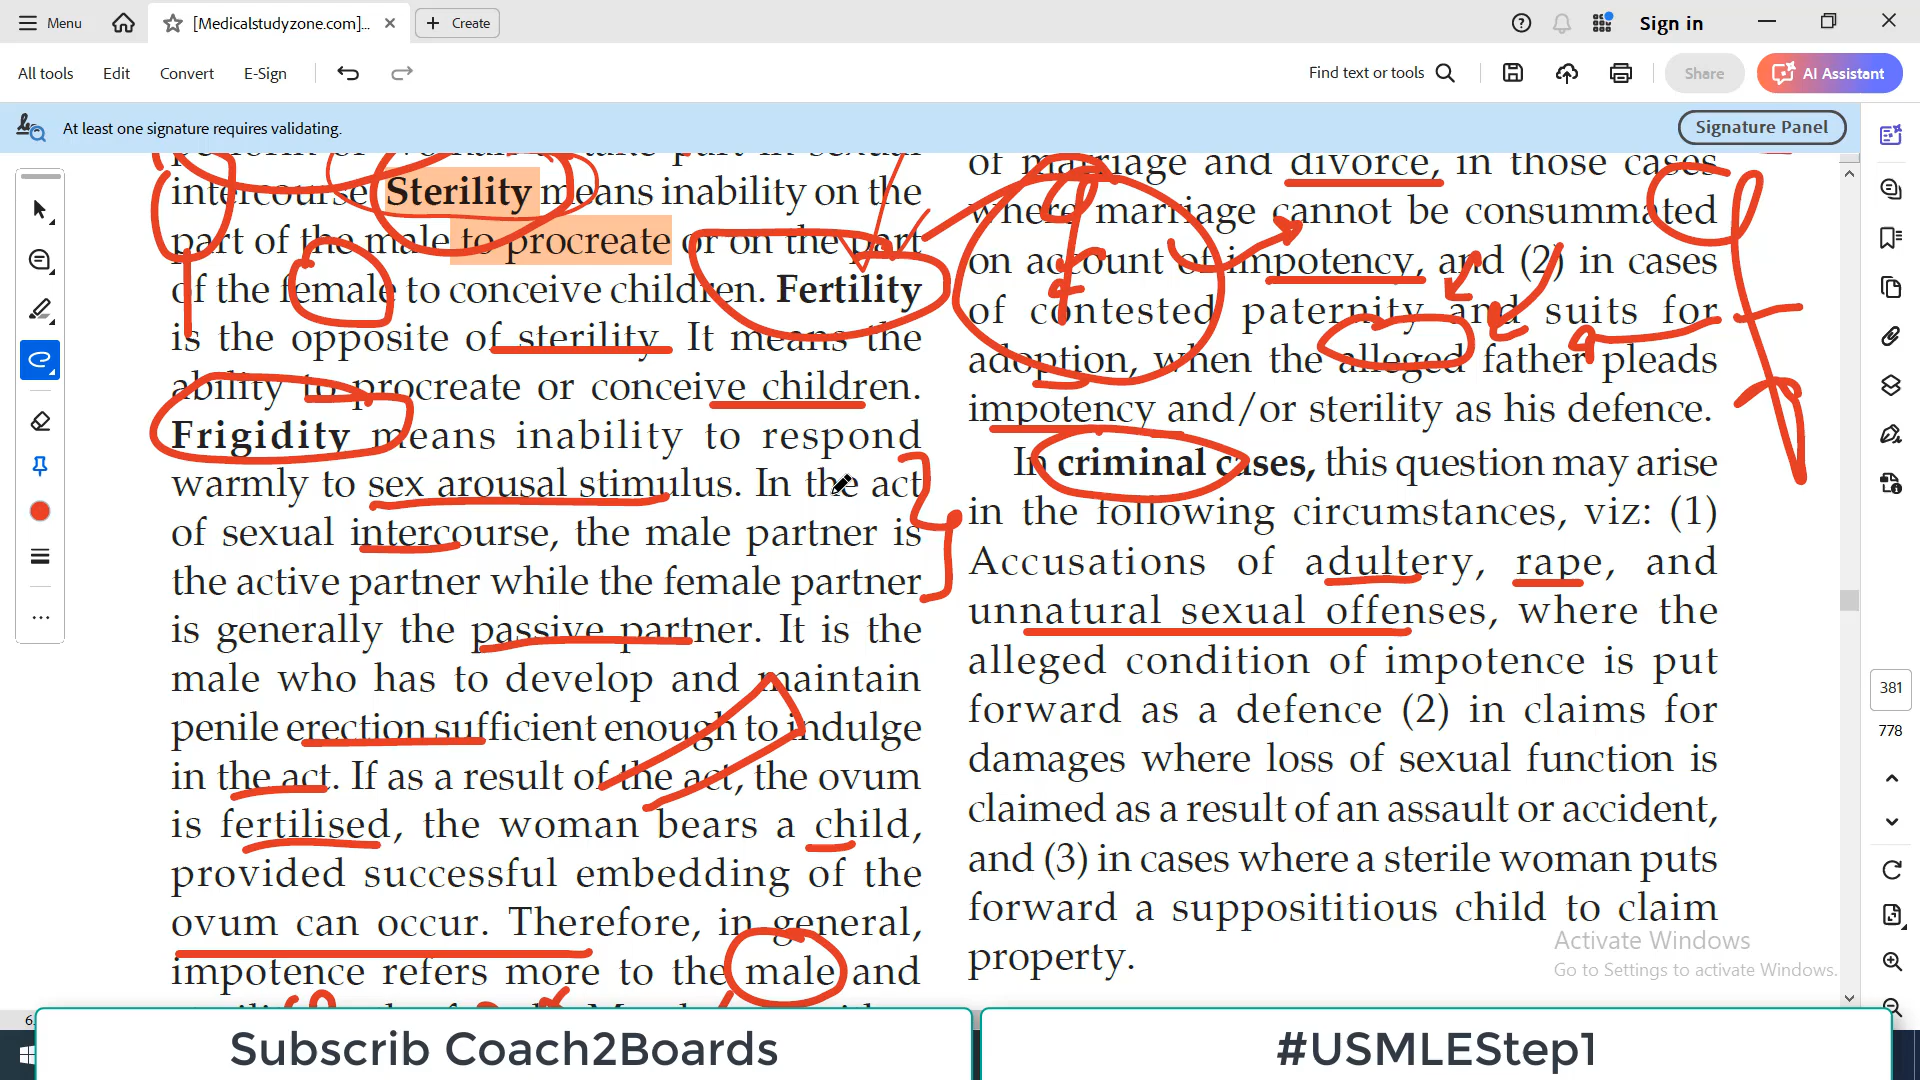 Menu
[Medicalstudyzone.com]...
Create
Sign in
All tools
Edit
Convert
E-Sign
Find text or tools
Share
AI Assistant
At least one signature requires validating.
Signature Panel
intercourse Sterility means inability on the
part of the male to procreate or on the part
of the female to conceive children. Fertility
is the opposite of sterility. It means the
ability to procreate or conceive children.
Frigidity means inability to respond
warmly to sex arousal stimulus. In the act
of sexual intercourse, the male partner is
the active partner while the female partner
is generally the passive partner. It is the
male who has to develop and maintain
penile erection sufficient enough to indulge
in the act. If as a result of the act, the ovum
is fertilised, the woman bears a child,
provided successful embedding of the
ovum can occur. Therefore, in general,
impotence refers more to the male and
of marriage and divorce, in those cases
where marriage cannot be consummated
on account of impotency, and (2) in cases
of contested paternity and suits for
adoption, when the alleged father pleads
impotency and/or sterility as his defence.
In criminal cases, this question may arise
in the following circumstances, viz: (1)
Accusations of adultery, rape, and
unnatural sexual offenses, where the
alleged condition of impotence is put
forward as a defence (2) in claims for
damages where loss of sexual function is
claimed as a result of an assault or accident,
and (3) in cases where a sterile woman puts
forward a supposititious child to claim
property.
381
778
Activate Windows
Go to Settings to activate Windows.
Subscrib Coach2Boards
#USMLEStep1